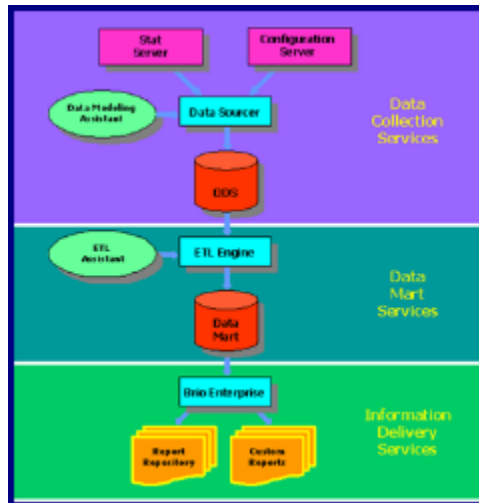 Stat
Server
Configuration
Server
Data Modeling
Assistant
Data Sourcer
Data
Collection
Services
ODS
ETL
Assistant
ETL Engine
Data
Mart
Services
Data
Mart
Brio Enterprise
Information
Delivery
Services
Report
Repository
Custom
Reports